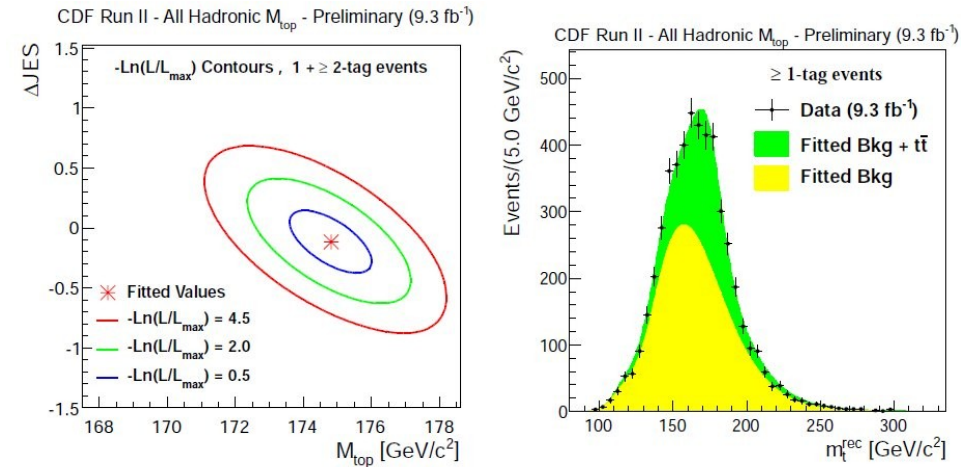 CDF Run II - All Hadronic M_top - Preliminary (9.3 fb⁻¹)
ΔJES
1.5
1
0.5
0
-0.5
-1
-1.5
-Ln(L/L_max) Contours , 1 + ≥ 2-tag events
Fitted Values
-Ln(L/L_max) = 4.5
-Ln(L/L_max) = 2.0
-Ln(L/L_max) = 0.5
168 170 172 174 176 178
M_top [GeV/c²]
CDF Run II - All Hadronic M_top - Preliminary (9.3 fb⁻¹)
Events/(5.0 GeV/c²)
500
400
300
200
100
0
≥ 1-tag events
Data (9.3 fb⁻¹)
Fitted Bkg + tt̄
Fitted Bkg
100 150 200 250 300
m_t^rec [GeV/c²]